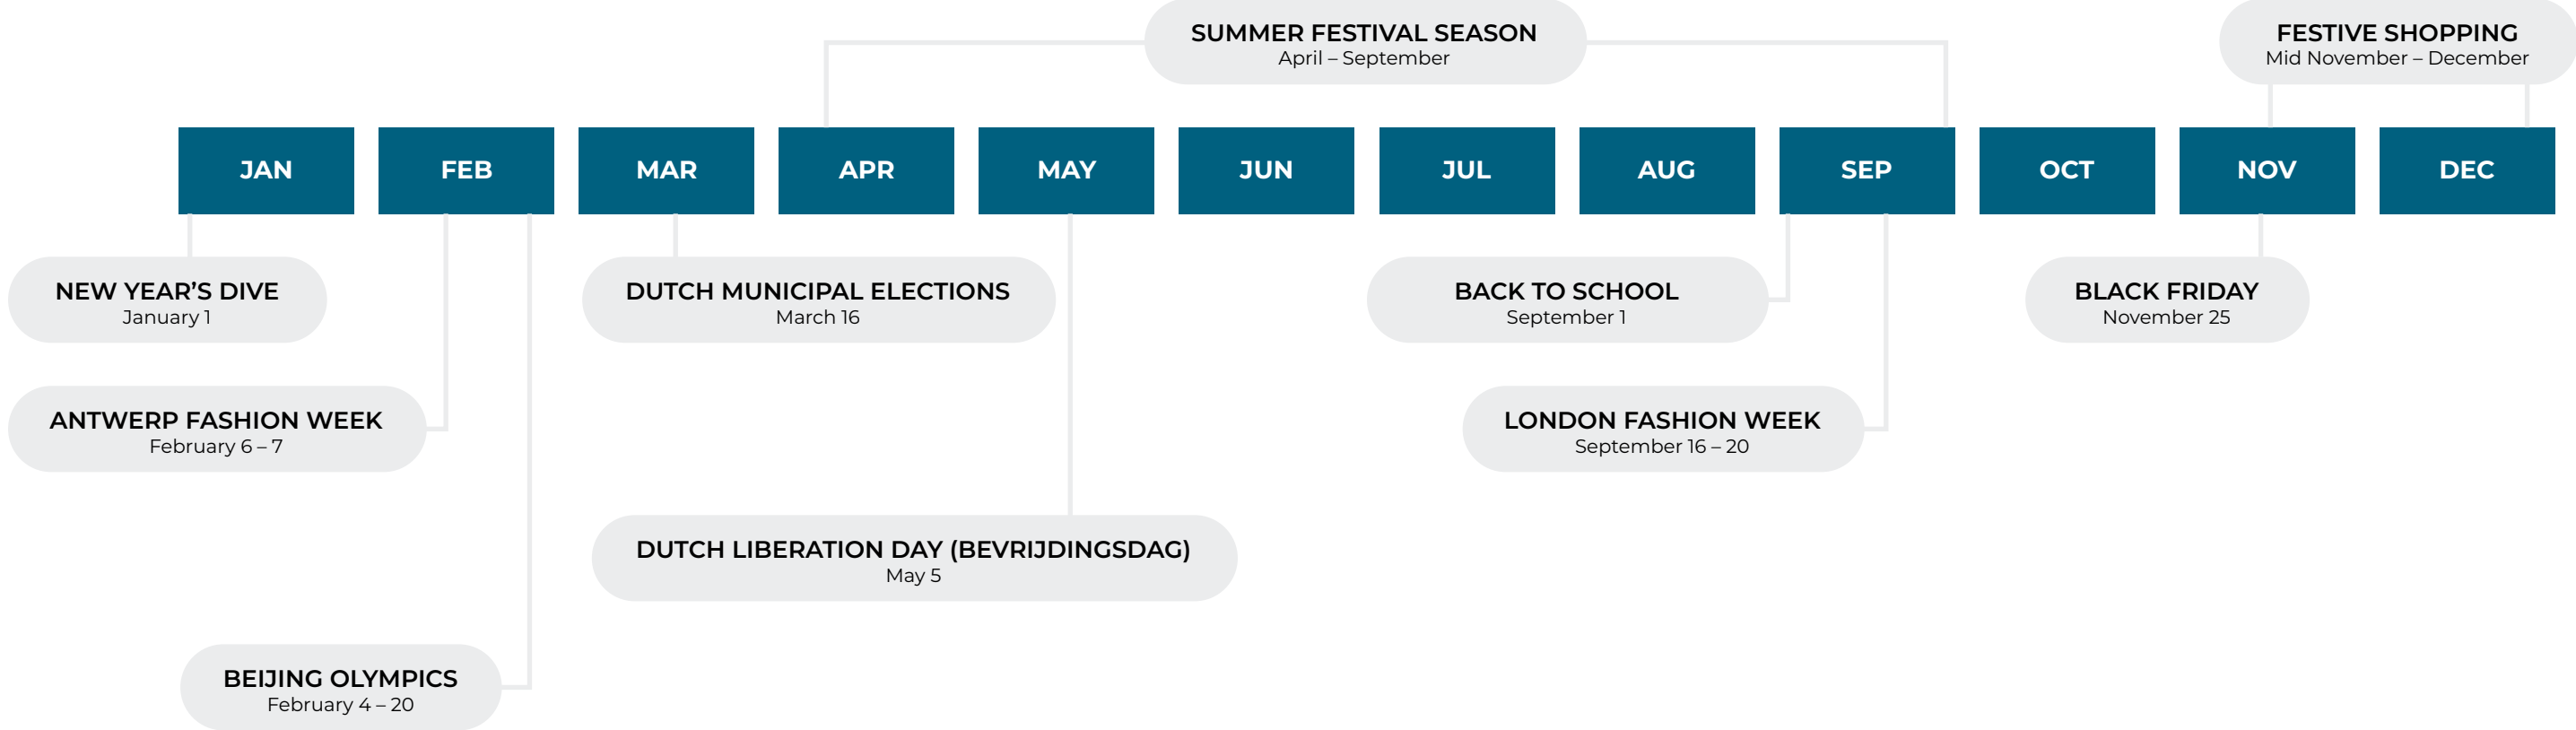 SUMMER FESTIVAL SEASON
April – September
FESTIVE SHOPPING
Mid November – December
JAN
FEB
MAR
APR
MAY
JUN
JUL
AUG
SEP
OCT
NOV
DEC
NEW YEAR’S DIVE
January 1
DUTCH MUNICIPAL ELECTIONS
March 16
BACK TO SCHOOL
September 1
BLACK FRIDAY
November 25
ANTWERP FASHION WEEK
February 6 – 7
LONDON FASHION WEEK
September 16 – 20
DUTCH LIBERATION DAY (BEVRIJDINGSDAG)
May 5
BEIJING OLYMPICS
February 4 – 20